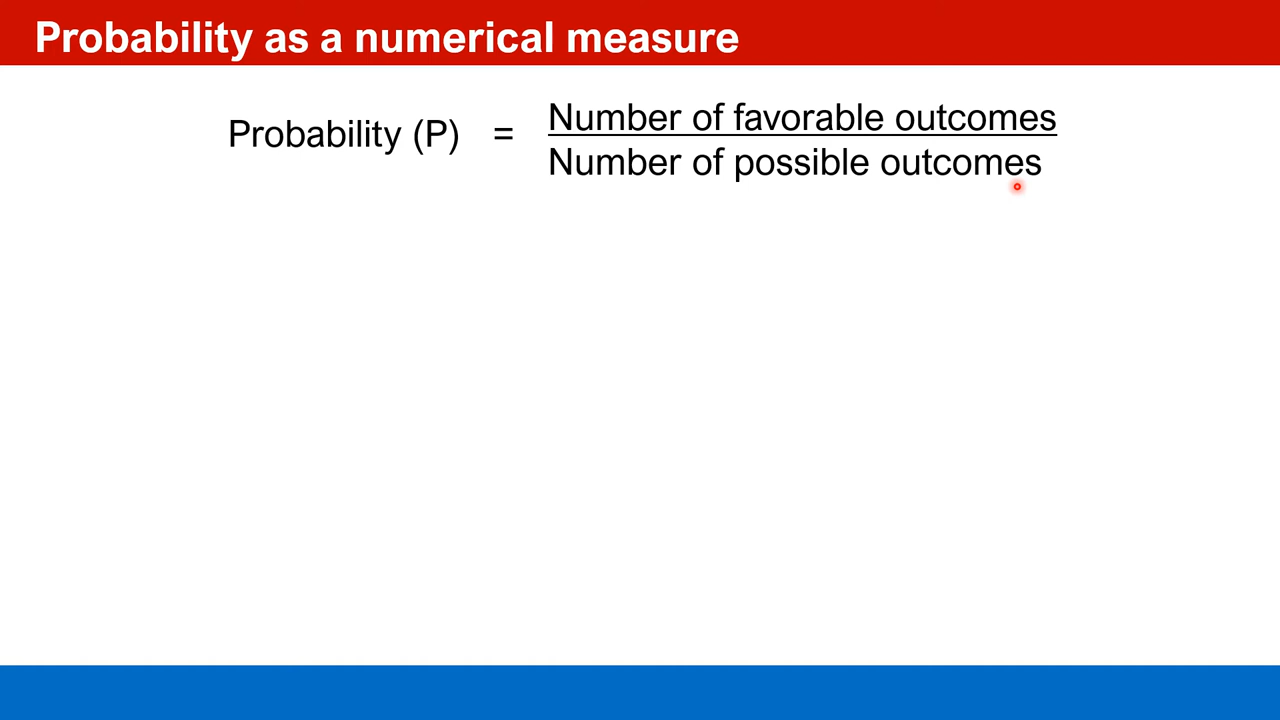 Probability as a numerical measure
Number of favorable outcomes
Probability (P) =
Number of possible outcomes